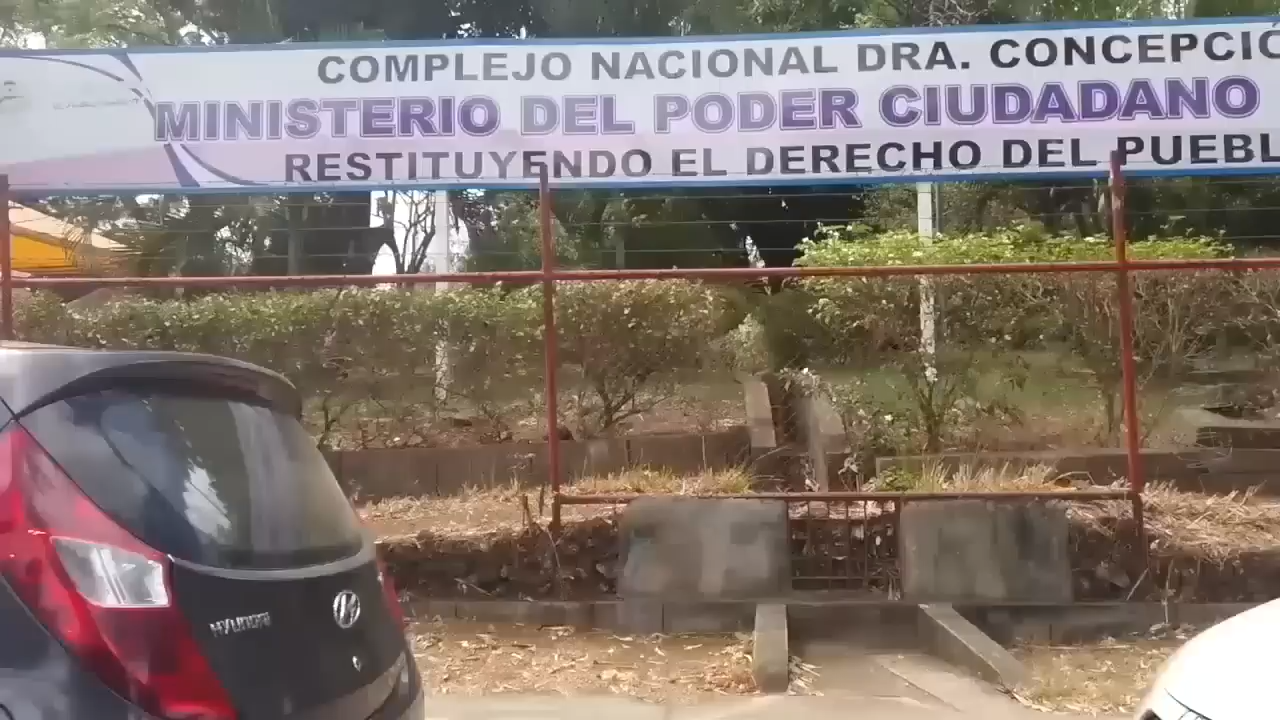 COMPLEJO NACIONAL DRA. CONCEPCIÓ
MINISTERIO DEL PODER CIUDADANO
RESTITUYENDO EL DERECHO DEL PUEBL
HYUNDAI